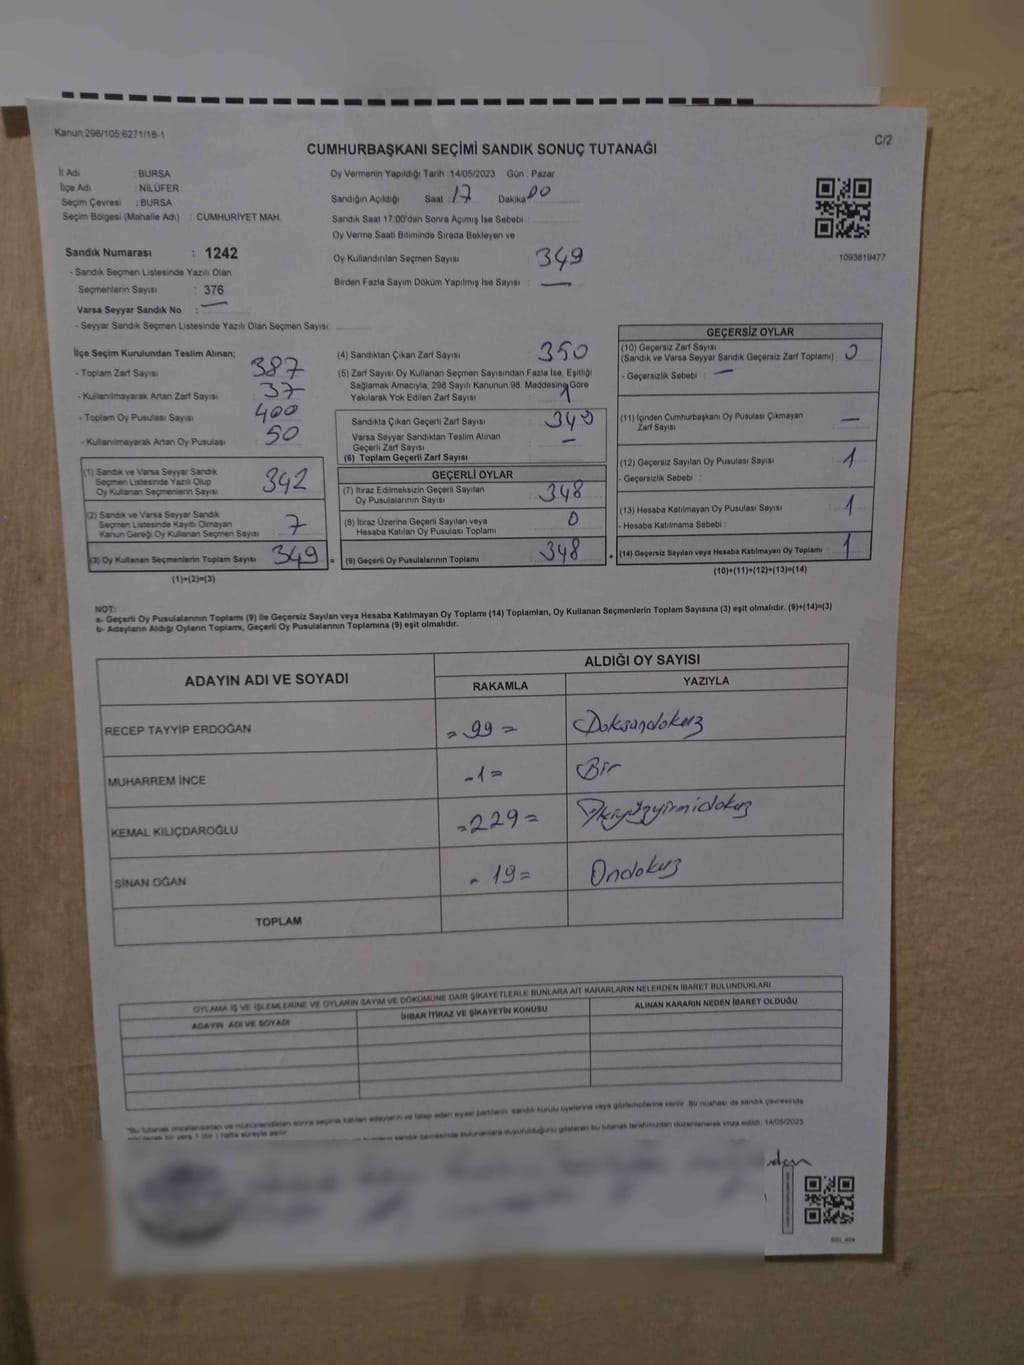 Kanun:298/105;6271/18-1
C/2
CUMHURBAŞKANI SEÇİMİ SANDIK SONUÇ TUTANAĞI
İl Adı : BURSA
İlçe Adı : NİLÜFER
Seçim Çevresi : BURSA
Seçim Bölgesi (Mahalle Adı) : CUMHURİYET MAH.
Sandık Numarası : 1242
- Sandık Seçmen Listesinde Yazılı Olan
Seçmenlerin Sayısı : 376
Varsa Seyyar Sandık No : —
- Seyyar Sandık Seçmen Listesinde Yazılı Olan Seçmen Sayısı:
Oy Vermenin Yapıldığı Tarih : 14/05/2023 Gün : Pazar
Sandığın Açıldığı Saat : 17 Dakika 00
Sandık Saat 17.00'dan Sonra Açımış İse Sebebi :
Oy Verme Saati Bitiminde Sırada Bekleyen ve
Oy Kullandırılan Seçmen Sayısı 349
Birden Fazla Sayım Döküm Yapılmış İse Sayısı : —
1093819477
İlçe Seçim Kurulundan Teslim Alınan;
- Toplam Zarf Sayısı 387
- Kullanılmayarak Artan Zarf Sayısı 37
- Toplam Oy Pusulası Sayısı 400
- Kullanılmayarak Artan Oy Pusulası 50
(1) Sandık ve Varsa Seyyar Sandık
Seçmen Listesinde Yazılı Olup
Oy Kullanan Seçmenlerin Sayısı 342
(2) Sandık ve Varsa Seyyar Sandık
Seçmen Listesinde Kayıtlı Olmayan
Kanun Gereği Oy Kullanan Seçmen Sayısı 7
(3) Oy Kullanan Seçmenlerin Toplam Sayısı 349
(1)+(2)=(3)
(4) Sandıktan Çıkan Zarf Sayısı 350
(5) Zarf Sayısı Oy Kullanan Seçmen Sayısından Fazla İse, Eşitliği
Sağlamak Amacıyla, 298 Sayılı Kanunun 98. Maddesine Göre
Yakılarak Yok Edilen Zarf Sayısı 1
Sandıkta Çıkan Geçerli Zarf Sayısı 349
Varsa Seyyar Sandıktan Teslim Alınan
Geçerli Zarf Sayısı —
(6) Toplam Geçerli Zarf Sayısı
GEÇERLİ OYLAR
(7) İtiraz Edilmeksizin Geçerli Sayılan
Oy Pusulalarının Sayısı 348
(8) İtiraz Üzerine Geçerli Sayılan veya
Hesaba Katılan Oy Pusulası Toplamı 0
= (9) Geçerli Oy Pusulalarının Toplamı 348 +
GEÇERSİZ OYLAR
(10) Geçersiz Zarf Sayısı
(Sandık ve Varsa Seyyar Sandık Geçersiz Zarf Toplamı) : 0
- Geçersizlik Sebebi : —
(11) İçinden Cumhurbaşkanı Oy Pusulası Çıkmayan
Zarf Sayısı —
(12) Geçersiz Sayılan Oy Pusulası Sayısı 1
- Geçersizlik Sebebi :
(13) Hesaba Katılmayan Oy Pusulası Sayısı 1
- Hesaba Katılmama Sebebi :
(14) Geçersiz Sayılan veya Hesaba Katılmayan Oy Toplamı 1
(10)+(11)+(12)+(13)=(14)
NOT:
a- Geçerli Oy Pusulalarının Toplamı (9) ile Geçersiz Sayılan veya Hesaba Katılmayan Oy Toplamı (14) Toplamları, Oy Kullanan Seçmenlerin Toplam Sayısına (3) eşit olmalıdır. (9)+(14)=(3)
b- Adayların Aldığı Oyların Toplamı, Geçerli Oy Pusulalarının Toplamına (9) eşit olmalıdır.
ADAYIN ADI VE SOYADI
ALDIĞI OY SAYISI
RAKAMLA YAZIYLA
RECEP TAYYİP ERDOĞAN = 99 = Doksandokuz
MUHARREM İNCE - 1 = Bir
KEMAL KILIÇDAROĞLU = 229 = İkiyüzyirmidokuz
SİNAN OĞAN - 19 = Ondokuz
TOPLAM
OYLAMA İŞ VE İŞLEMLERİNE VE OYLARIN SAYIM VE DÖKÜMÜNE DAİR ŞİKAYETLERLE BUNLARA AİT KARARLARIN NELERDEN İBARET BULUNDUKLARI
ADAYIN ADI VE SOYADI İHBAR İTİRAZ VE ŞİKAYETİN KONUSU ALINAN KARARIN NEDEN İBARET OLDUĞU